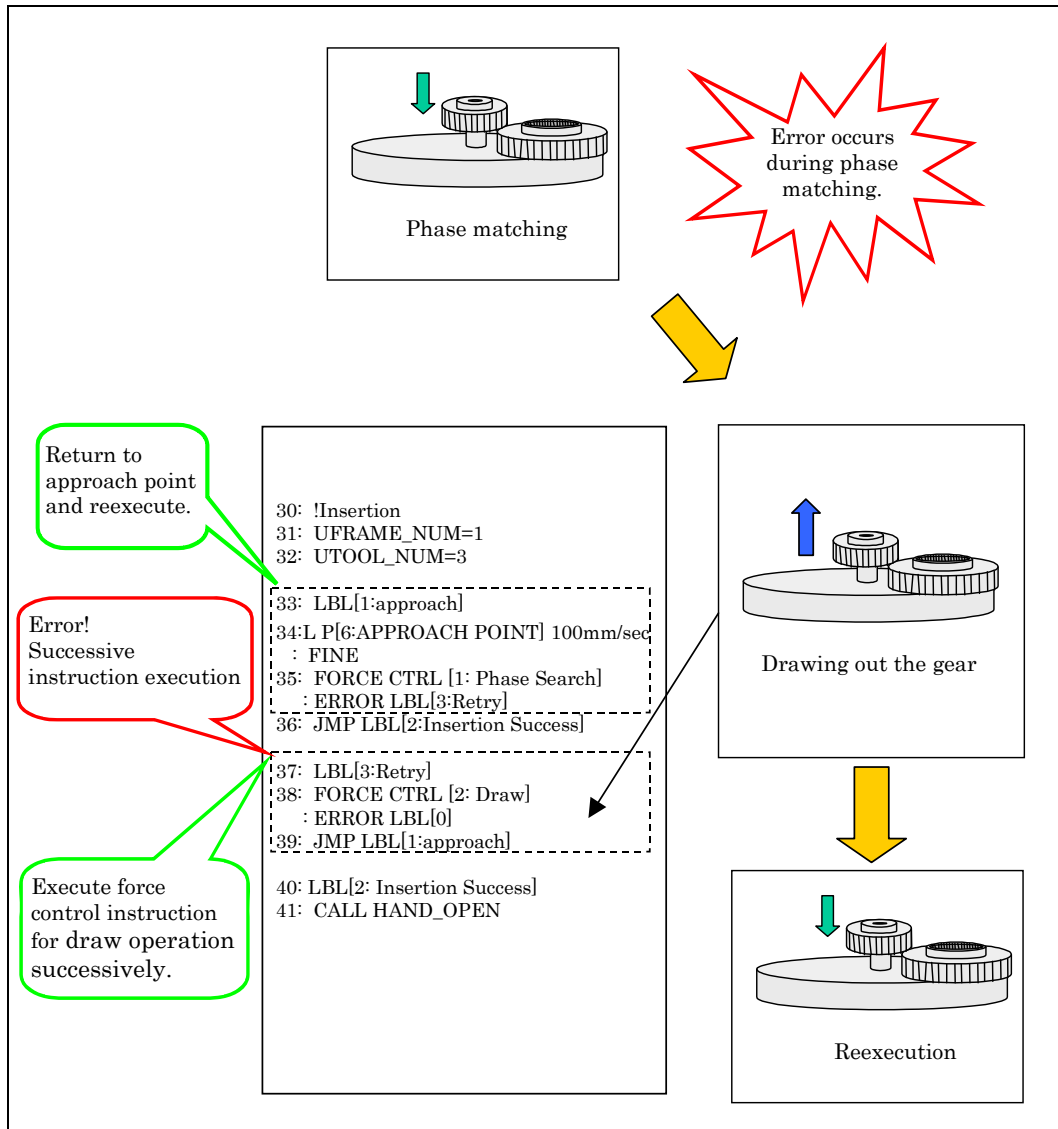 Phase matching
Error occurs
during phase
matching.
Return to
approach point
and reexecute.
Error!
Successive
instruction execution
Execute force
control instruction
for draw operation
successively.
30: !Insertion
31: UFRAME_NUM=1
32: UTOOL_NUM=3
33: LBL[1:approach]
34:L P[6:APPROACH POINT] 100mm/sec
: FINE
35: FORCE CTRL [1: Phase Search]
: ERROR LBL[3:Retry]
36: JMP LBL[2:Insertion Success]
37: LBL[3:Retry]
38: FORCE CTRL [2: Draw]
: ERROR LBL[0]
39: JMP LBL[1:approach]
40: LBL[2: Insertion Success]
41: CALL HAND_OPEN
Drawing out the gear
Reexecution